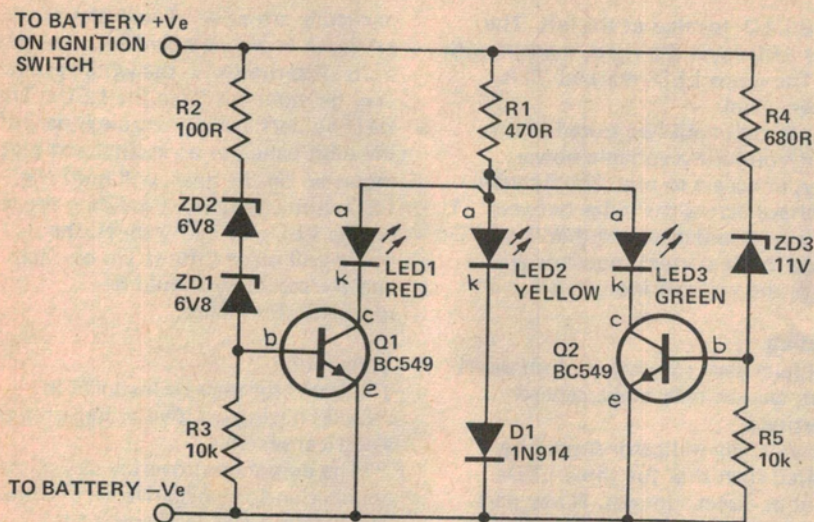 TO BATTERY +Ve
ON IGNITION
SWITCH
R2
100R
R1
470R
R4
680R
ZD2
6V8
ZD1
6V8
a
k
LED1
RED
a
k
LED2
YELLOW
a
k
LED3
GREEN
ZD3
11V
b
c
e
Q1
BC549
c
b
e
Q2
BC549
R3
10k
D1
1N914
R5
10k
TO BATTERY –Ve